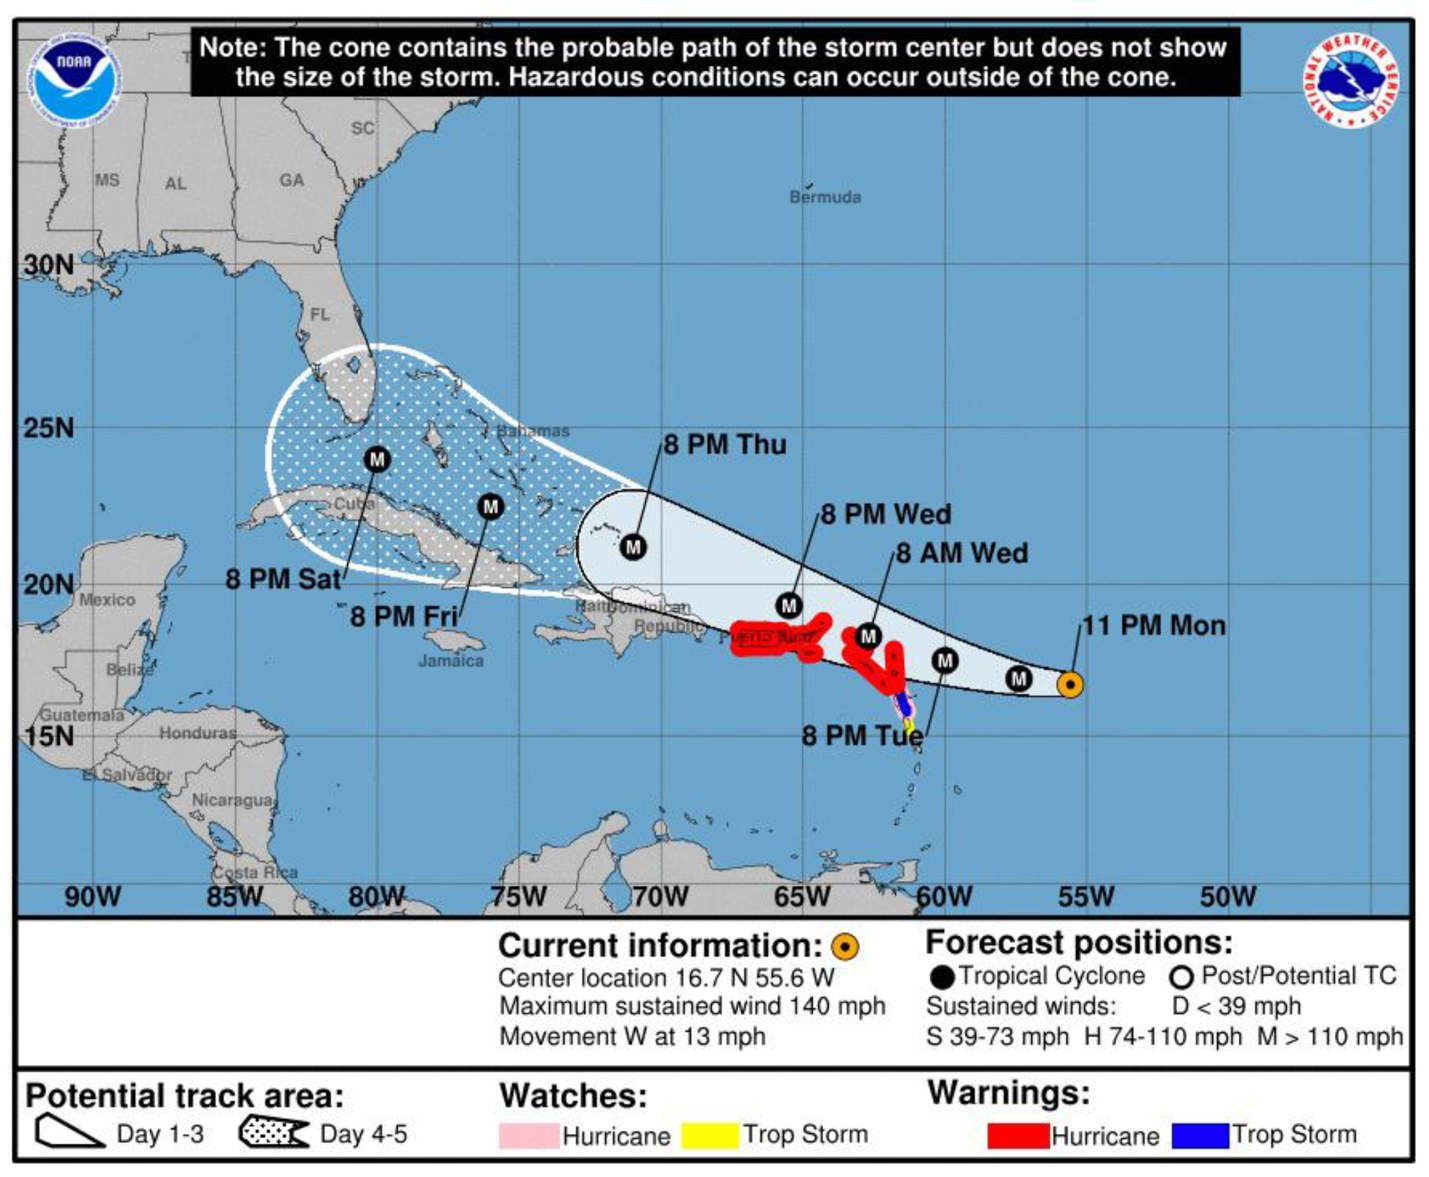 Note: The cone contains the probable path of the storm center but does not show
the size of the storm. Hazardous conditions can occur outside of the cone.
NOAA
NATIONAL WEATHER SERVICE
SC
MS
AL
GA
Bermuda
30N
FL
25N
Bahamas
8 PM Thu
8 PM Wed
8 AM Wed
Cuba
8 PM Sat
20N
Mexico
8 PM Fri
Haiti
Dominican
Republic
Puerto Rico
11 PM Mon
Jamaica
Belize
M
M
M
M
M
M
M
Guatemala
15N
Honduras
8 PM Tue
El Salvador
Nicaragua
Costa Rica
90W 85W 80W 75W 70W 65W 60W 55W 50W
Current information:
Center location 16.7 N 55.6 W
Maximum sustained wind 140 mph
Movement W at 13 mph
Forecast positions:
Tropical Cyclone Post/Potential TC
Sustained winds: D < 39 mph
S 39-73 mph H 74-110 mph M > 110 mph
Potential track area:
Day 1-3 Day 4-5
Watches:
Hurricane Trop Storm
Warnings:
Hurricane Trop Storm